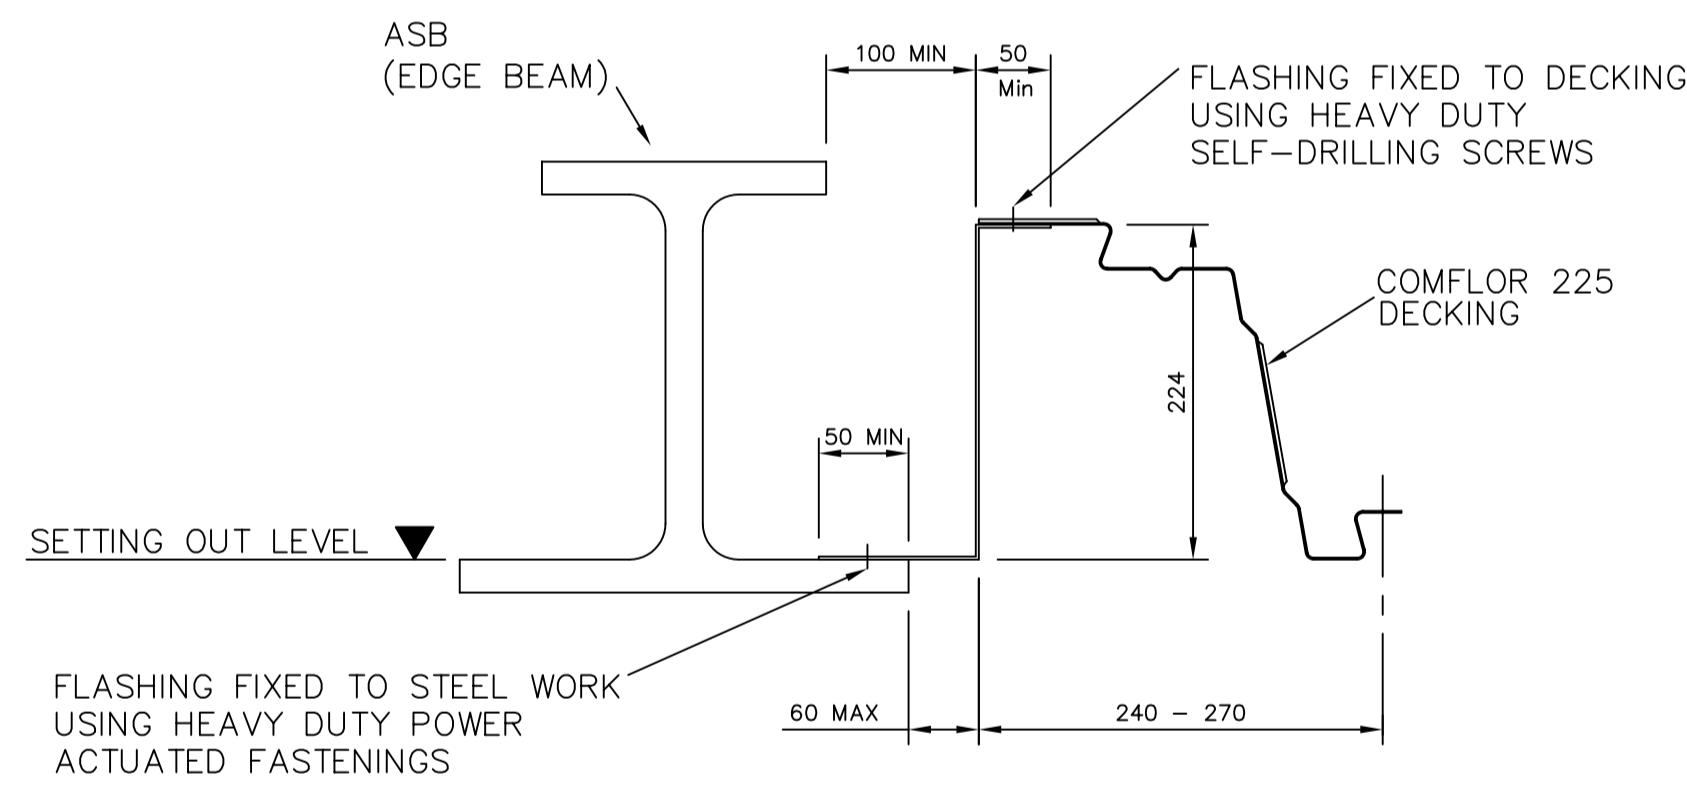 ASB
(EDGE BEAM)
100 MIN
50
Min
FLASHING FIXED TO DECKING
USING HEAVY DUTY
SELF-DRILLING SCREWS
COMFLOR 225
DECKING
224
50 MIN
SETTING OUT LEVEL
FLASHING FIXED TO STEEL WORK
USING HEAVY DUTY POWER
ACTUATED FASTENINGS
60 MAX
240 - 270